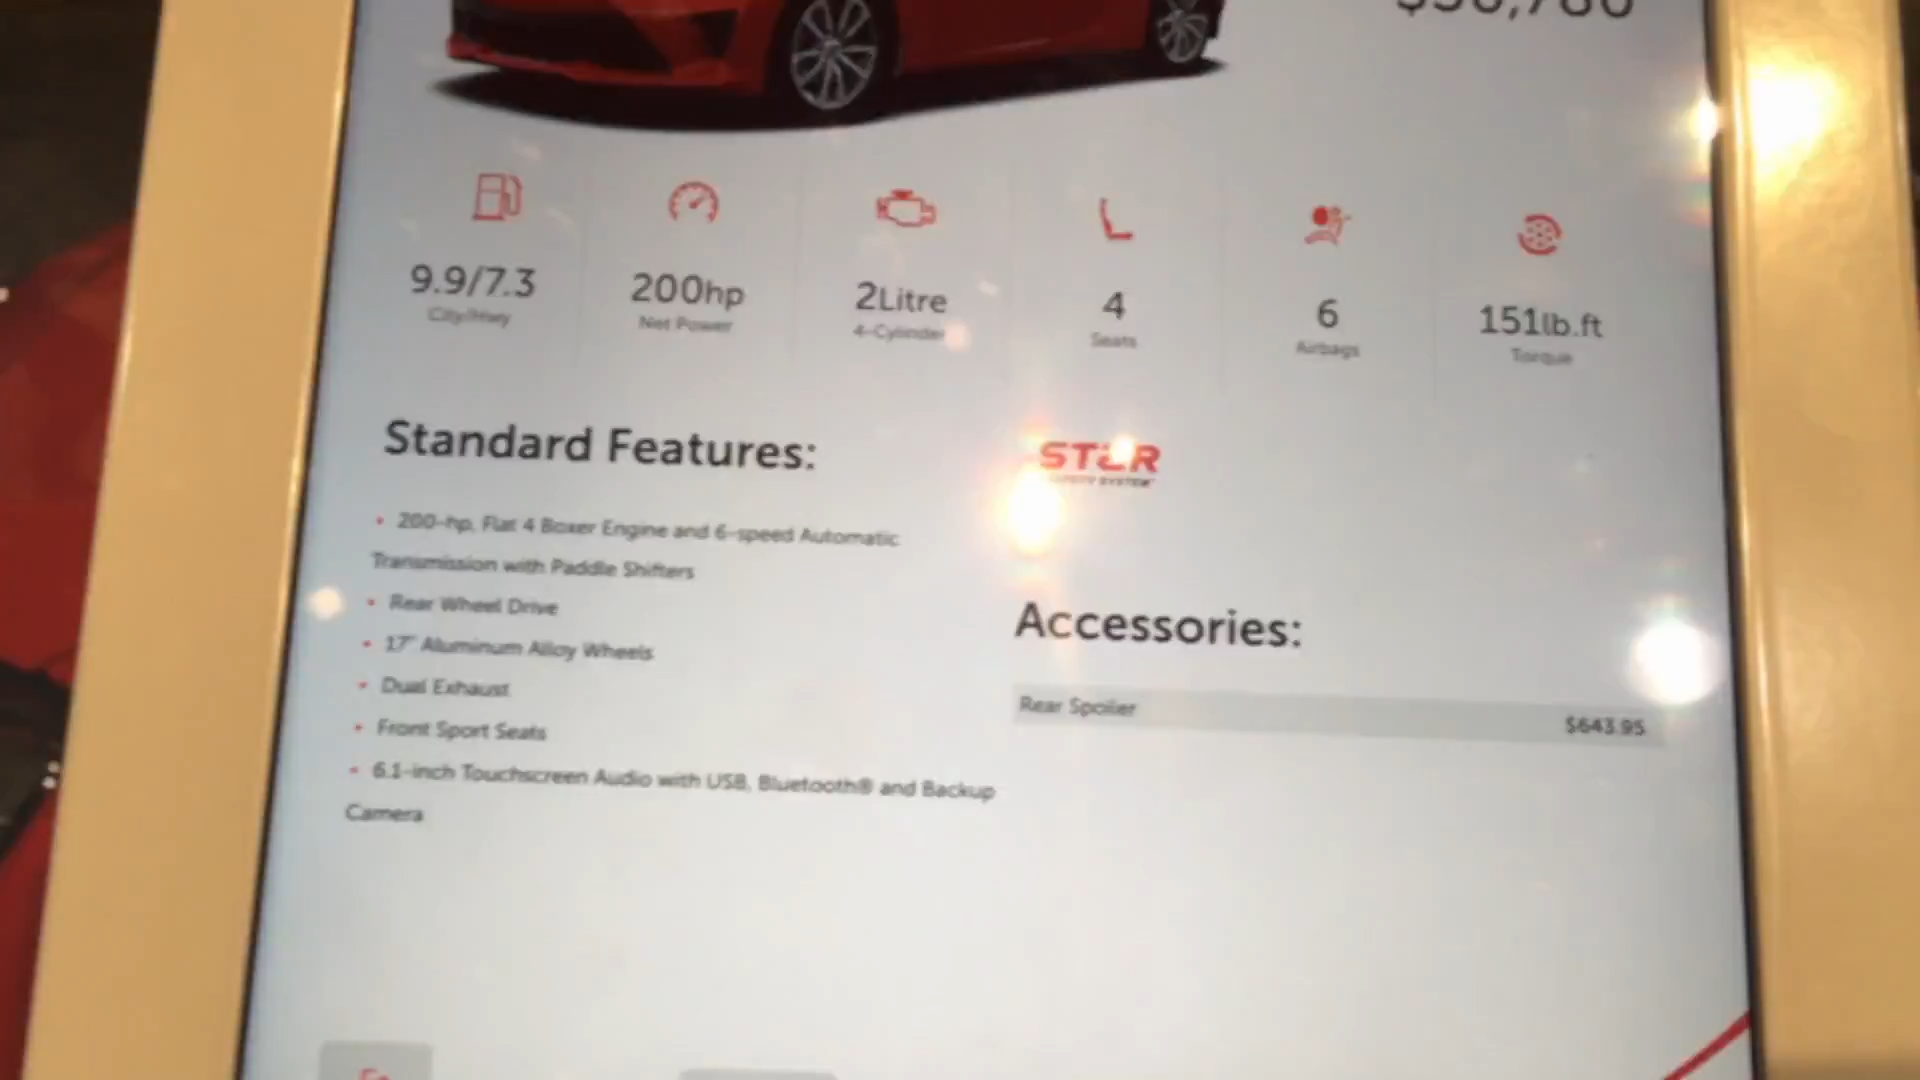 9.9/7.3
City/Hwy
200hp
Net Power
2Litre
4-Cylinder
4
Seats
6
Airbags
151lb.ft
Torque
Standard Features:
• 200-hp, Flat 4 Boxer Engine and 6-speed Automatic
Transmission with Paddle Shifters
• Rear Wheel Drive
• 17" Aluminum Alloy Wheels
• Dual Exhaust
• Front Sport Seats
• 6.1-inch Touchscreen Audio with USB, Bluetooth® and Backup
Camera
STAR
SYSTEM
Accessories:
Rear Spoiler $643.95